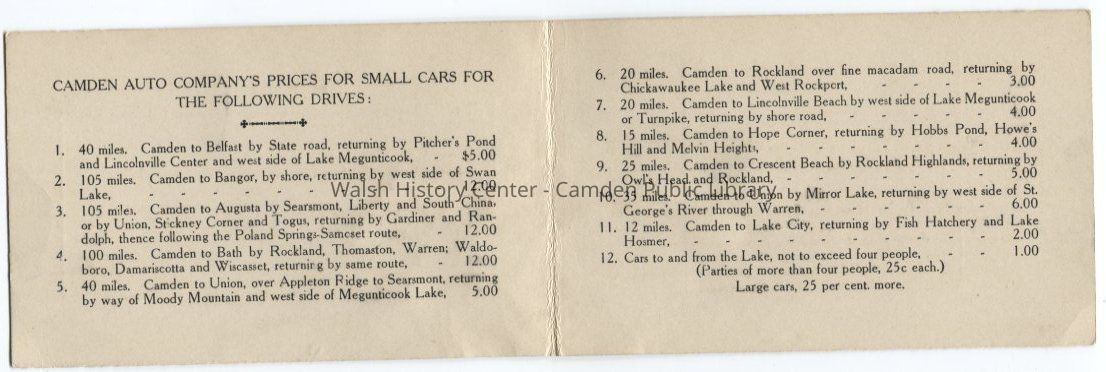 CAMDEN AUTO COMPANY'S PRICES FOR SMALL CARS FOR
THE FOLLOWING DRIVES:
1. 40 miles. Camden to Belfast by State road, returning by Pitcher's Pond
and Lincolnville Center and west side of Lake Megunticook, - $5.00
2. 105 miles. Camden to Bangor, by shore, returning by west side of Swan
Lake, - - - - - - - - 12.00
3. 105 miles. Camden to Augusta by Searsmont, Liberty and South China,
or by Union, Stickney Corner and Togus, returning by Gardiner and Ran-
dolph, thence following the Poland Springs-Samoset route, - 12.00
4. 100 miles. Camden to Bath by Rockland, Thomaston, Warren; Waldo-
boro, Damariscotta and Wiscasset, returning by same route, - 12.00
5. 40 miles. Camden to Union, over Appleton Ridge to Searsmont, returning
by way of Moody Mountain and west side of Megunticook Lake, 5.00
6. 20 miles. Camden to Rockland over fine macadam road, returning by
Chickawaukee Lake and West Rockport, - - - - 3.00
7. 20 miles. Camden to Lincolnville Beach by west side of Lake Megunticook
or Turnpike, returning by shore road, - - - - - 4.00
8. 15 miles. Camden to Hope Corner, returning by Hobbs Pond, Howe's
Hill and Melvin Heights, - - - - - - 4.00
9. 25 miles. Camden to Crescent Beach by Rockland Highlands, returning by
Owl's Head and Rockland, - - - - - - 5.00
10. 35 miles. Camden to Union by Mirror Lake, returning by west side of St.
George's River through Warren, - - - - - 6.00
11. 12 miles. Camden to Lake City, returning by Fish Hatchery and Lake
Hosmer, - - - - - - - - - 2.00
12. Cars to and from the Lake, not to exceed four people, - - 1.00
(Parties of more than four people, 25c each.)
Large cars, 25 per cent. more.
Walsh History Center - Camden Public Library